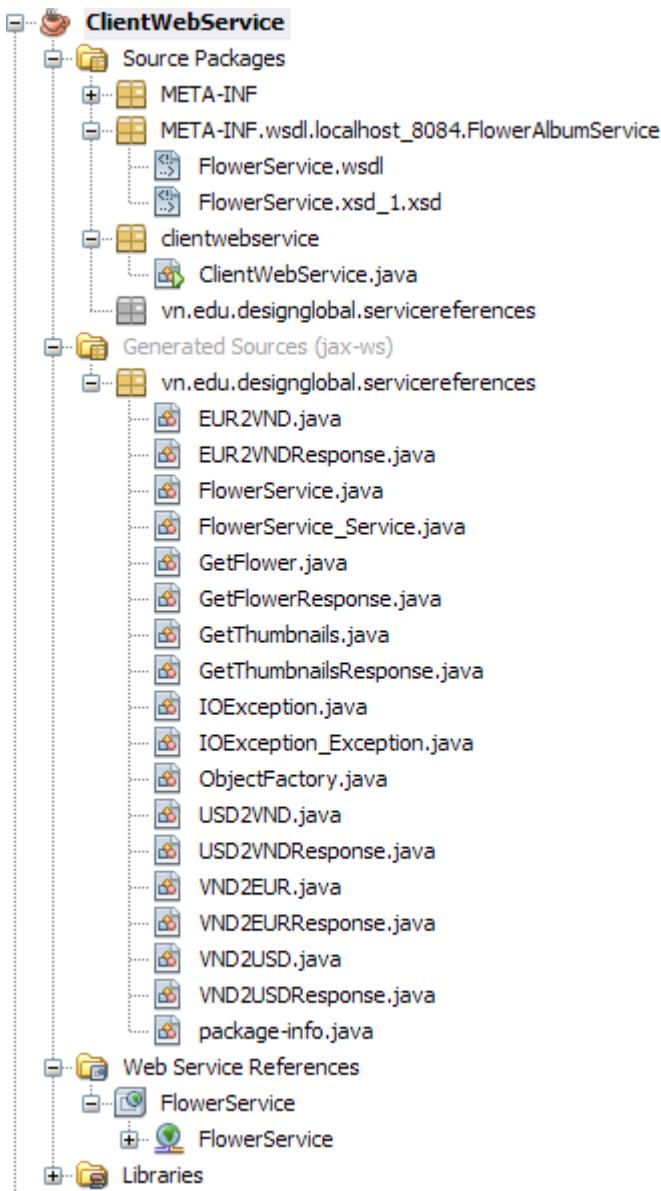 ClientWebService
Source Packages
META-INF
META-INF.wsdl.localhost_8084.FlowerAlbumService
FlowerService.wsdl
FlowerService.xsd_1.xsd
clientwebservice
ClientWebService.java
vn.edu.designglobal.servicereferences
Generated Sources (jax-ws)
vn.edu.designglobal.servicereferences
EUR2VND.java
EUR2VNDResponse.java
FlowerService.java
FlowerService_Service.java
GetFlower.java
GetFlowerResponse.java
GetThumbnails.java
GetThumbnailsResponse.java
IOException.java
IOException_Exception.java
ObjectFactory.java
USD2VND.java
USD2VNDResponse.java
VND2EUR.java
VND2EURResponse.java
VND2USD.java
VND2USDResponse.java
package-info.java
Web Service References
FlowerService
FlowerService
Libraries